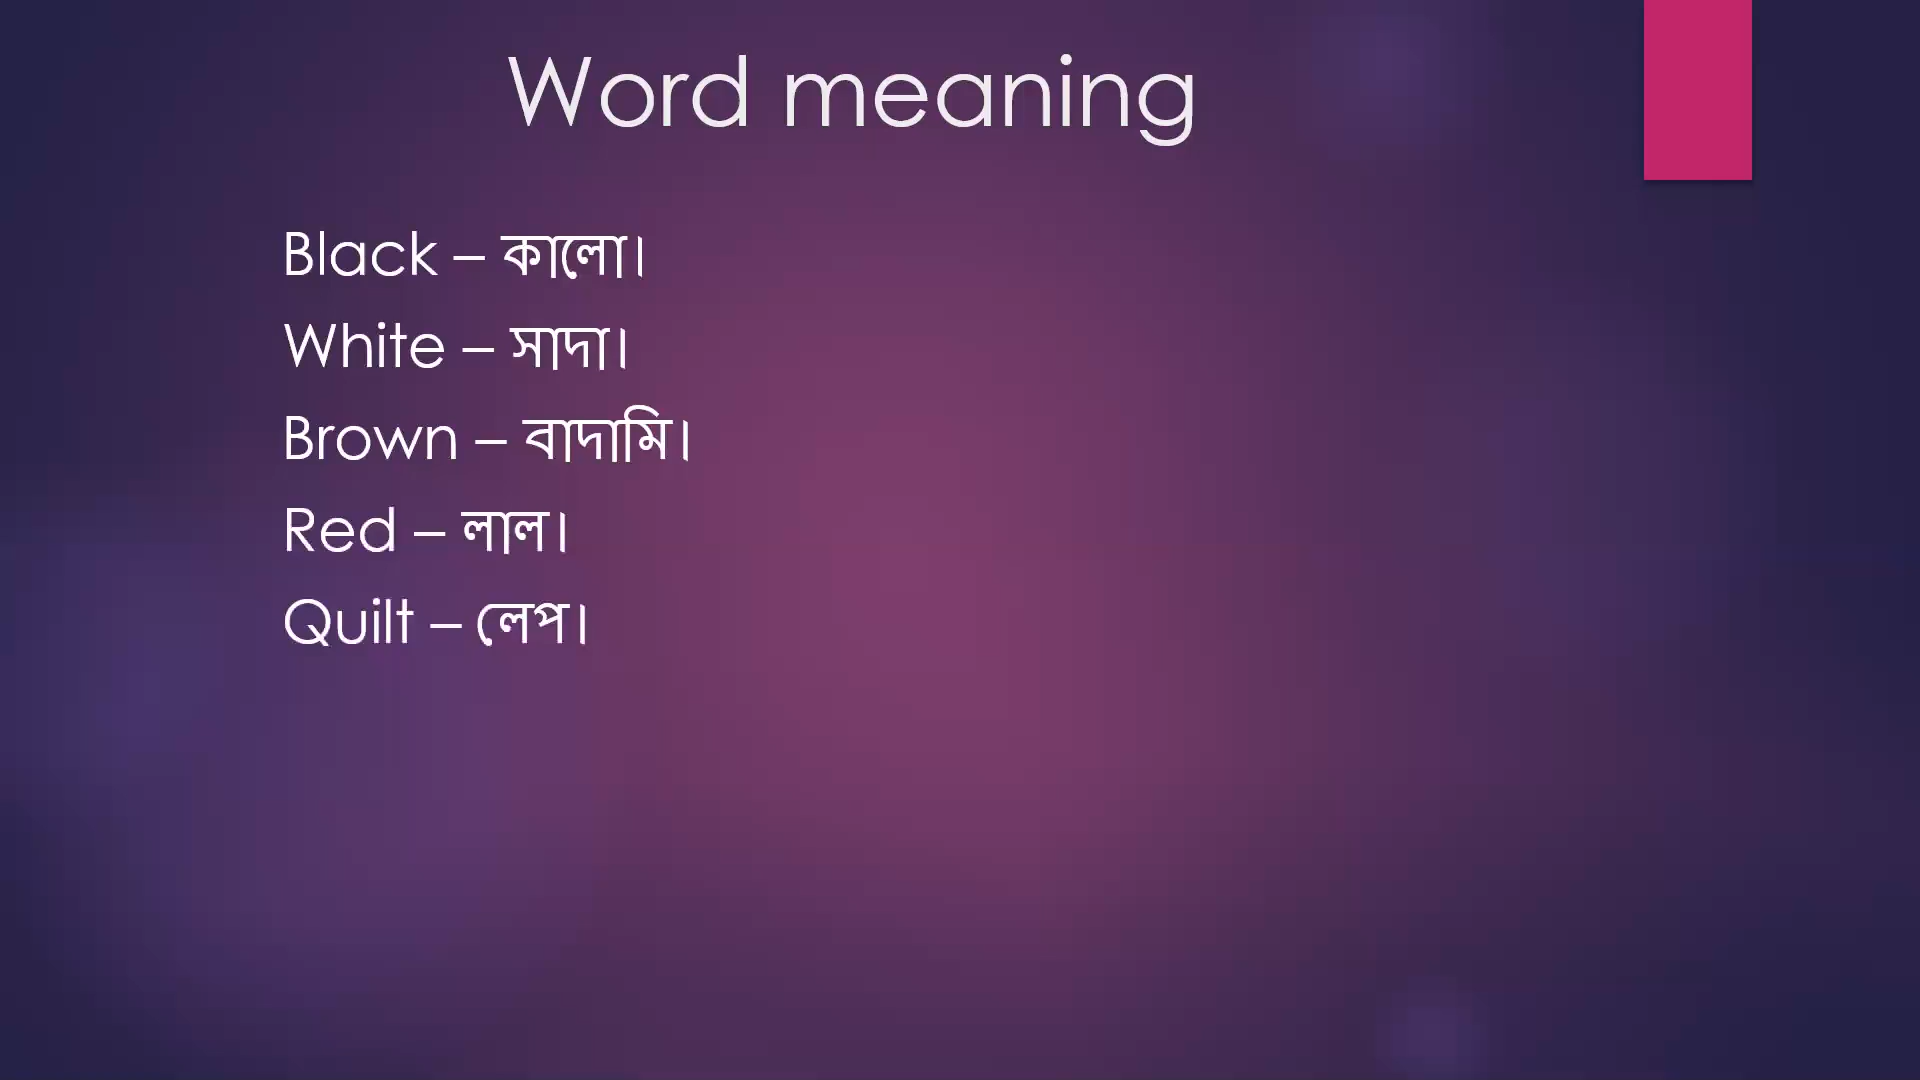 Word meaning
Black – কালো।
White – সাদা।
Brown – বাদামি।
Red – লাল।
Quilt – লেপ।